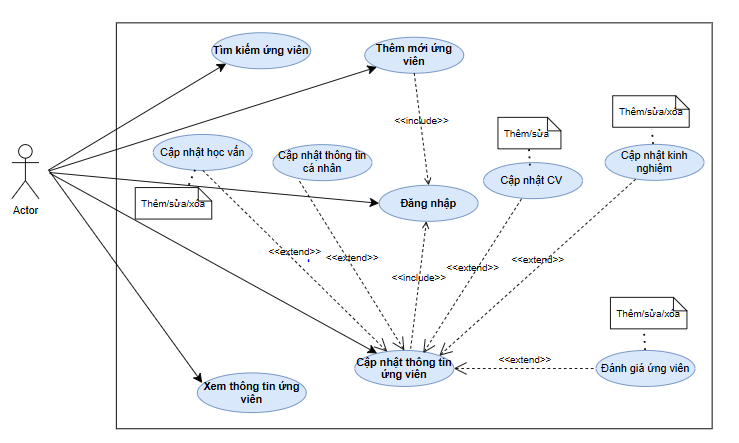 Tìm kiếm ứng viên
Thêm mới ứng
viên
Thêm/sửa/xóa
<<include>>
Thêm/sửa
Cập nhật học vấn
Cập nhật thông tin
cá nhân
Cập nhật kinh
nghiệm
Cập nhật CV
Thêm/sửa/xóa
Đăng nhập
Actor
<<extend>>
<<extend>>
<<include>>
<<extend>>
<<extend>>
Thêm/sửa/xóa
Cập nhật thông tin
ứng viên
<<extend>>
Đánh giá ứng viên
Xem thông tin ứng
viên